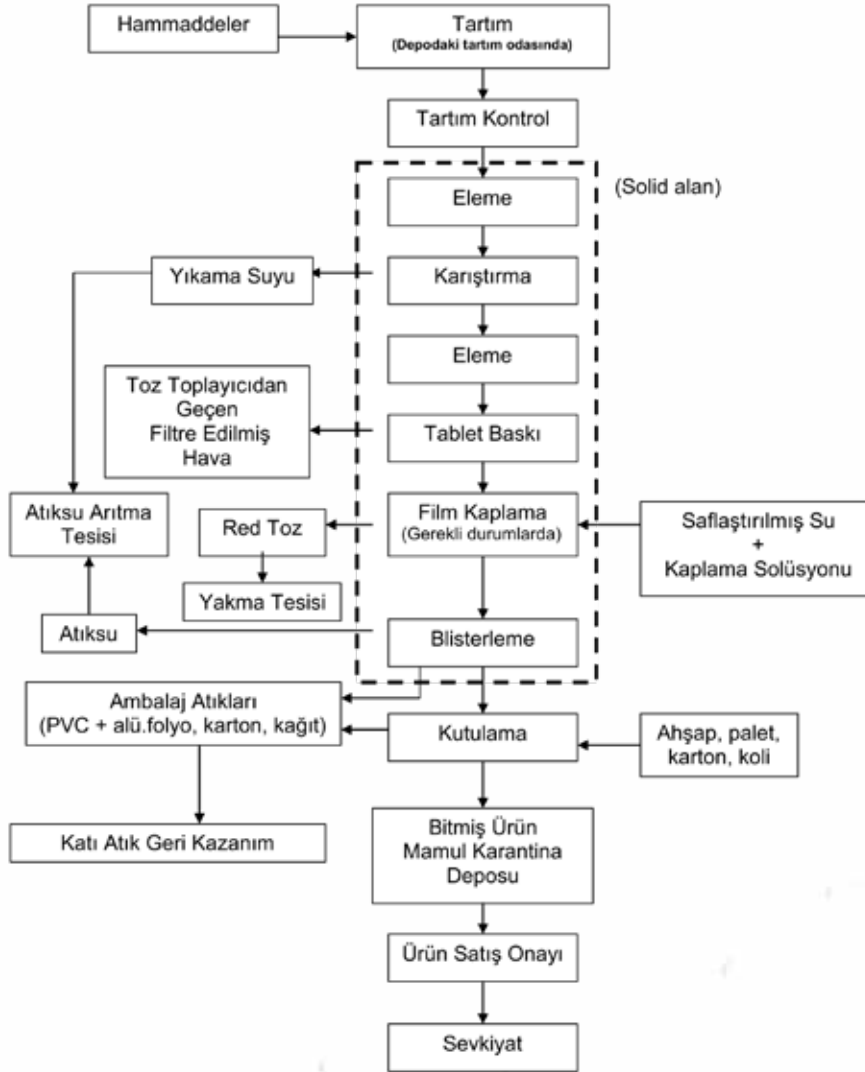 Hammaddeler
Tartım
(Depodaki tartım odasında)
Tartım Kontrol
(Solid alan)
Eleme
Yıkama Suyu
Karıştırma
Eleme
Toz Toplayıcıdan
Geçen
Filtre Edilmiş
Hava
Tablet Baskı
Atıksu Arıtma
Tesisi
Red Toz
Film Kaplama
(Gerekli durumlarda)
Saflaştırılmış Su
+
Kaplama Solüsyonu
Yakma Tesisi
Atıksu
Blisterleme
Ambalaj Atıkları
(PVC + alü.folyo, karton, kağıt)
Kutulama
Ahşap, palet,
karton, koli
Katı Atık Geri Kazanım
Bitmiş Ürün
Mamul Karantina
Deposu
Ürün Satış Onayı
Sevkiyat